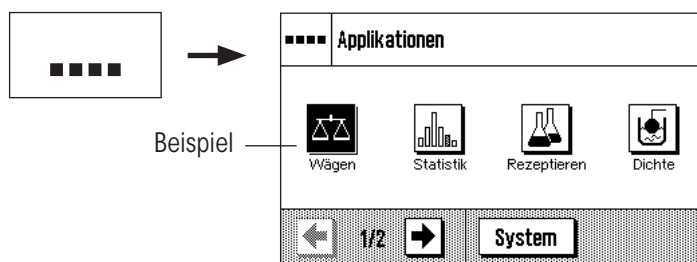 Applikationen
Beispiel
Wägen Statistik Rezeptieren Dichte
1/2 System